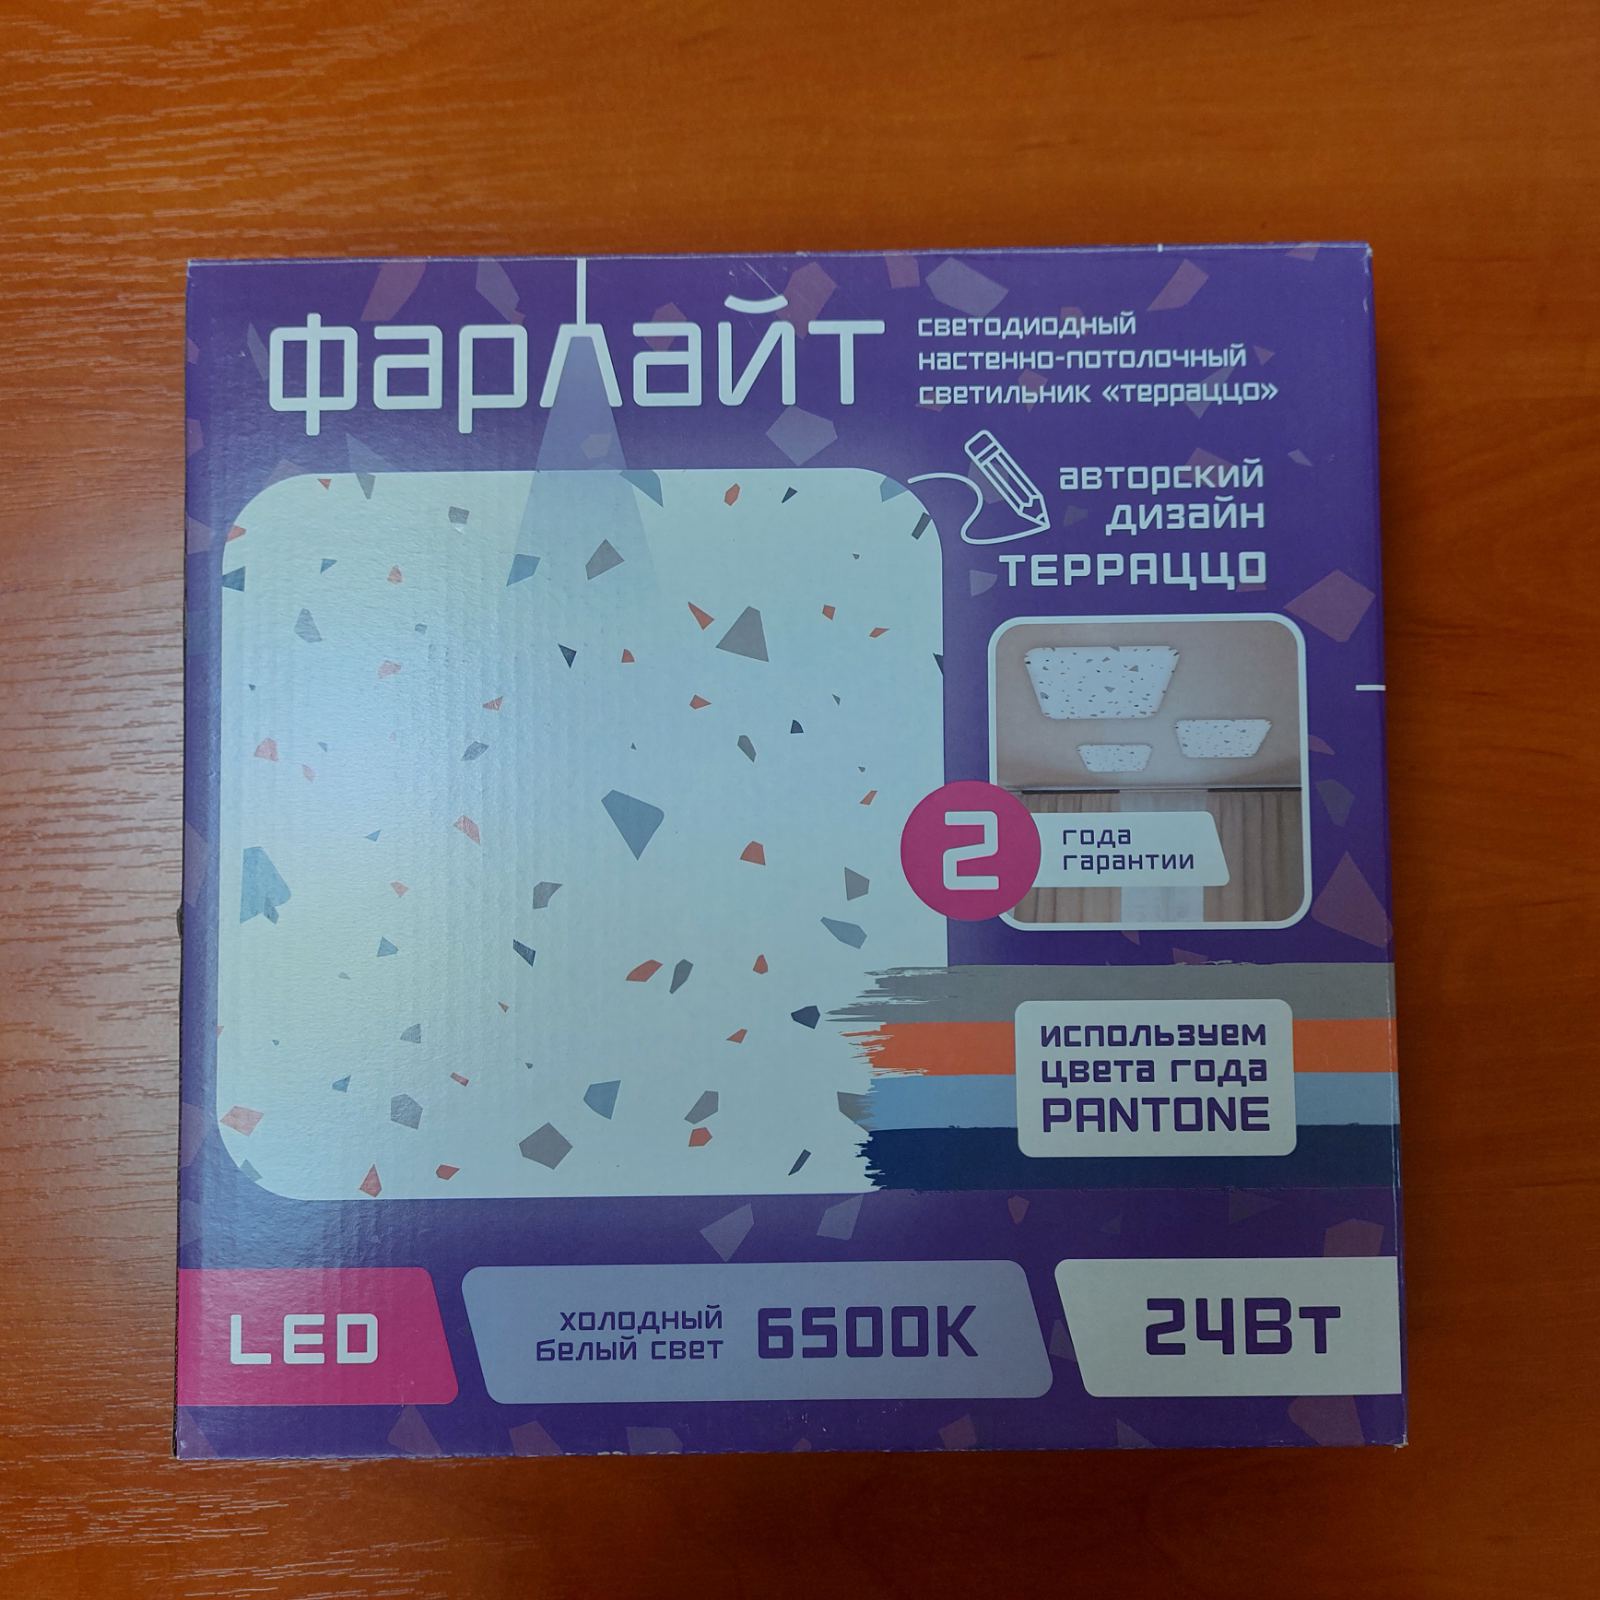 фарлайт
светодиодный
настенно-потолочный
светильник «терраццо»
авторский
дизайн
ТЕРРАЦЦО
2
года
гарантии
используем
цвета года
PANTONE
LED
холодный
белый свет
6500К
24Вт